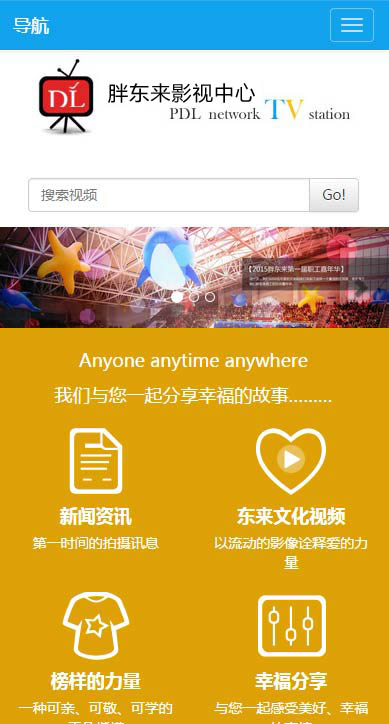 导航
DL
胖东来影视中心
PDL network TV station
搜索视频
Go!
【2015胖东来第一届职工嘉年华】
Anyone anytime anywhere
我们与您一起分享幸福的故事.........
新闻资讯
东来文化视频
第一时间的拍摄讯息
以流动的影像诠释爱的力
量
榜样的力量
幸福分享
一种可亲、可敬、可学的
与您一起感受美好、幸福